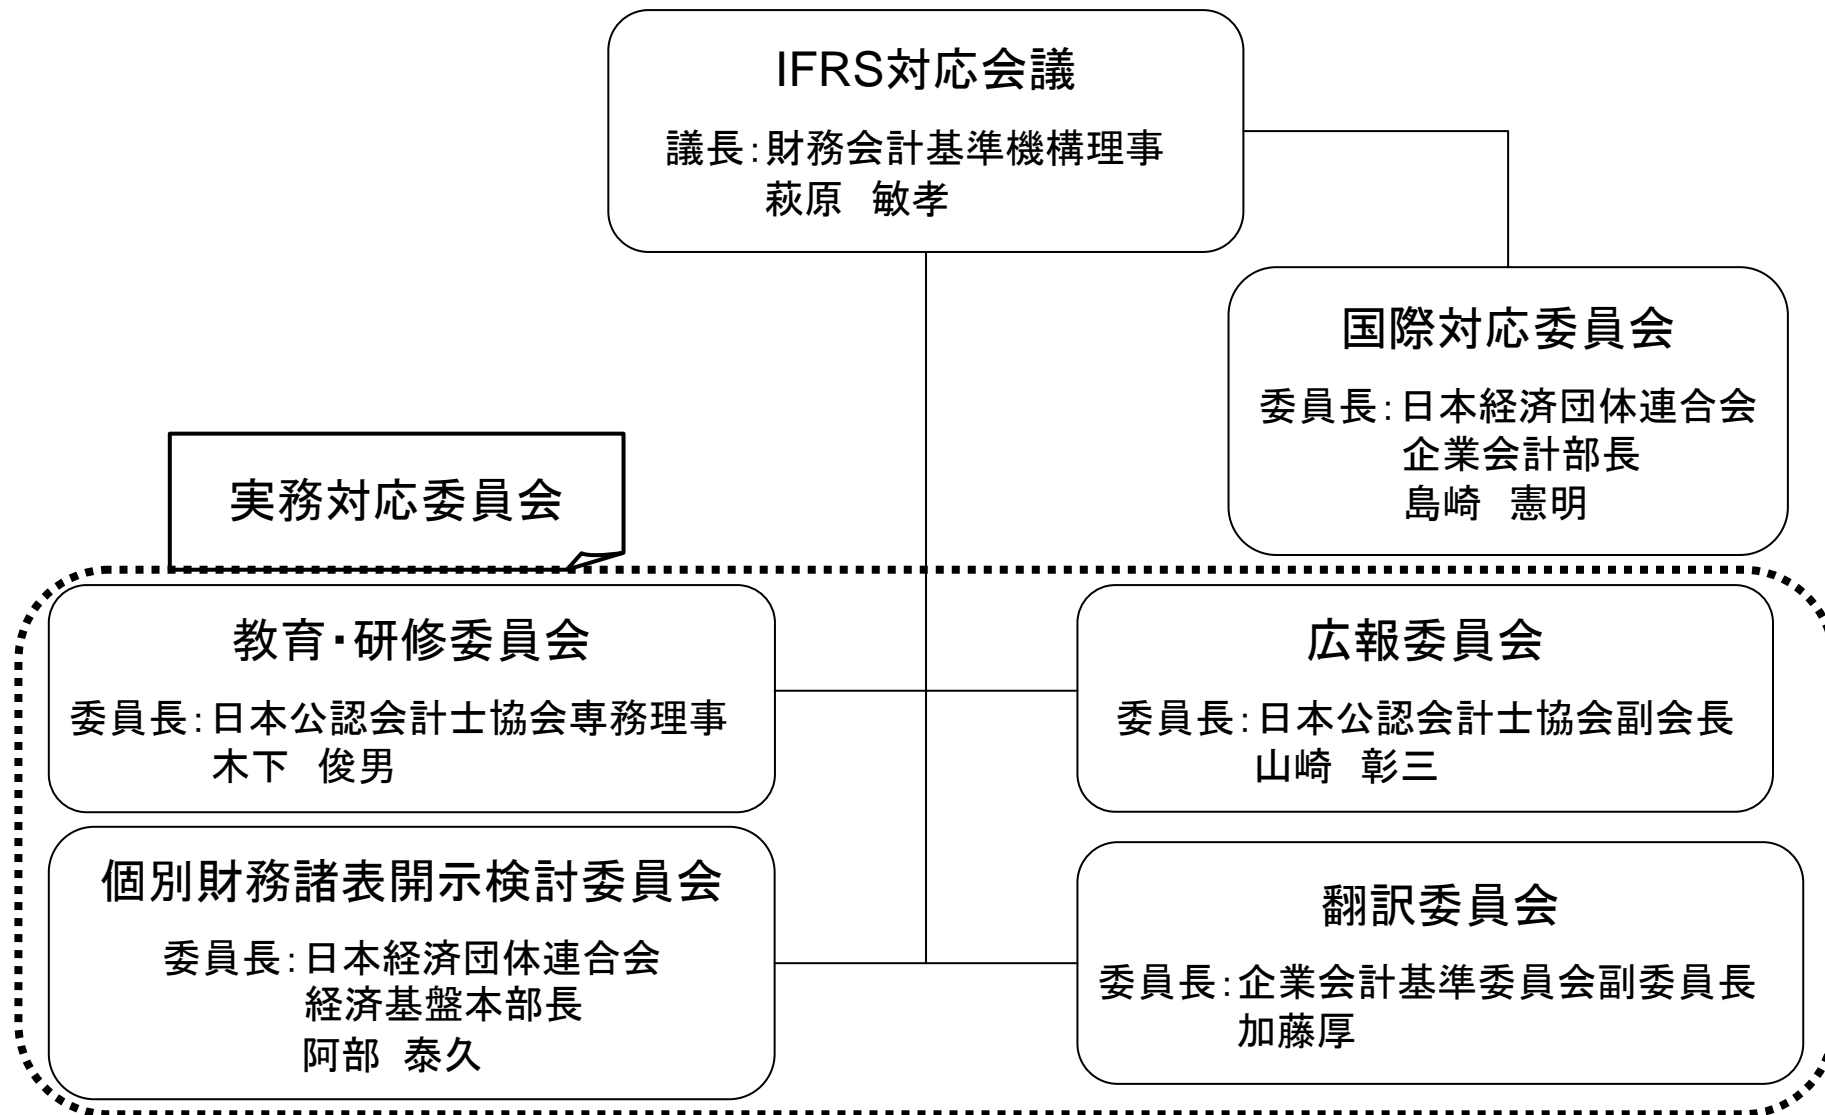 IFRS対応会議
議長：財務会計基準機構理事
萩原　敏孝
国際対応委員会
委員長：日本経済団体連合会
企業会計部長
島崎　憲明
実務対応委員会
教育・研修委員会
委員長：日本公認会計士協会専務理事
木下　俊男
広報委員会
委員長：日本公認会計士協会副会長
山崎　彰三
個別財務諸表開示検討委員会
委員長：日本経済団体連合会
経済基盤本部長
阿部　泰久
翻訳委員会
委員長：企業会計基準委員会副委員長
加藤厚